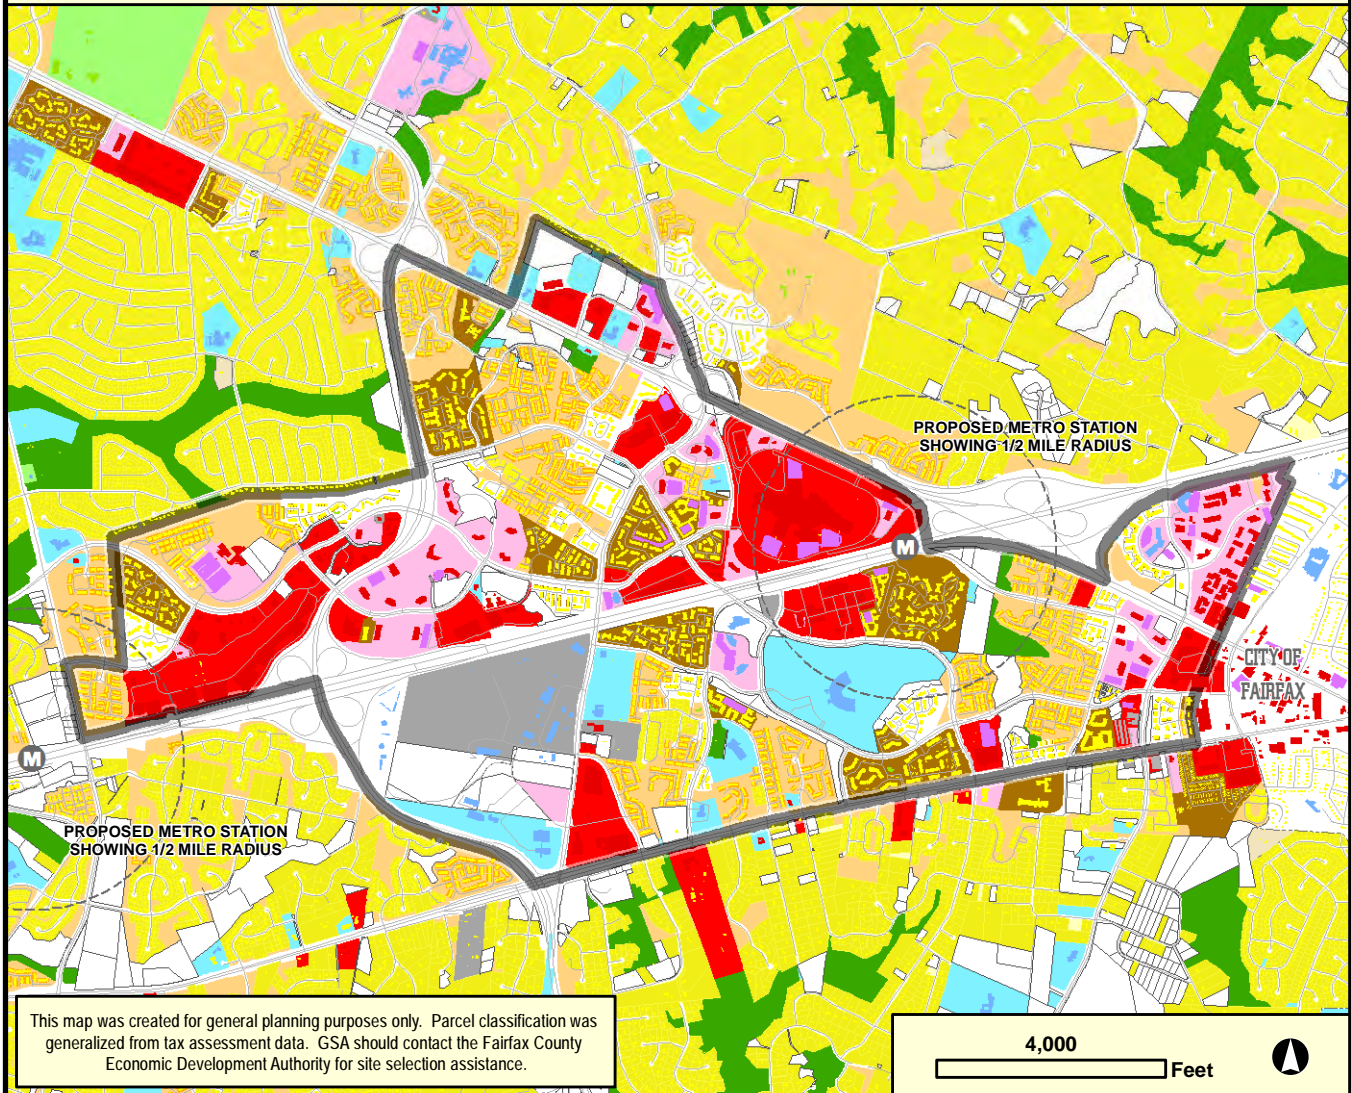 PROPOSED METRO STATION
SHOWING 1/2 MILE RADIUS
M
CITY OF
FAIRFAX
M
PROPOSED METRO STATION
SHOWING 1/2 MILE RADIUS
This map was created for general planning purposes only. Parcel classification was
generalized from tax assessment data. GSA should contact the Fairfax County
Economic Development Authority for site selection assistance.
4,000
Feet